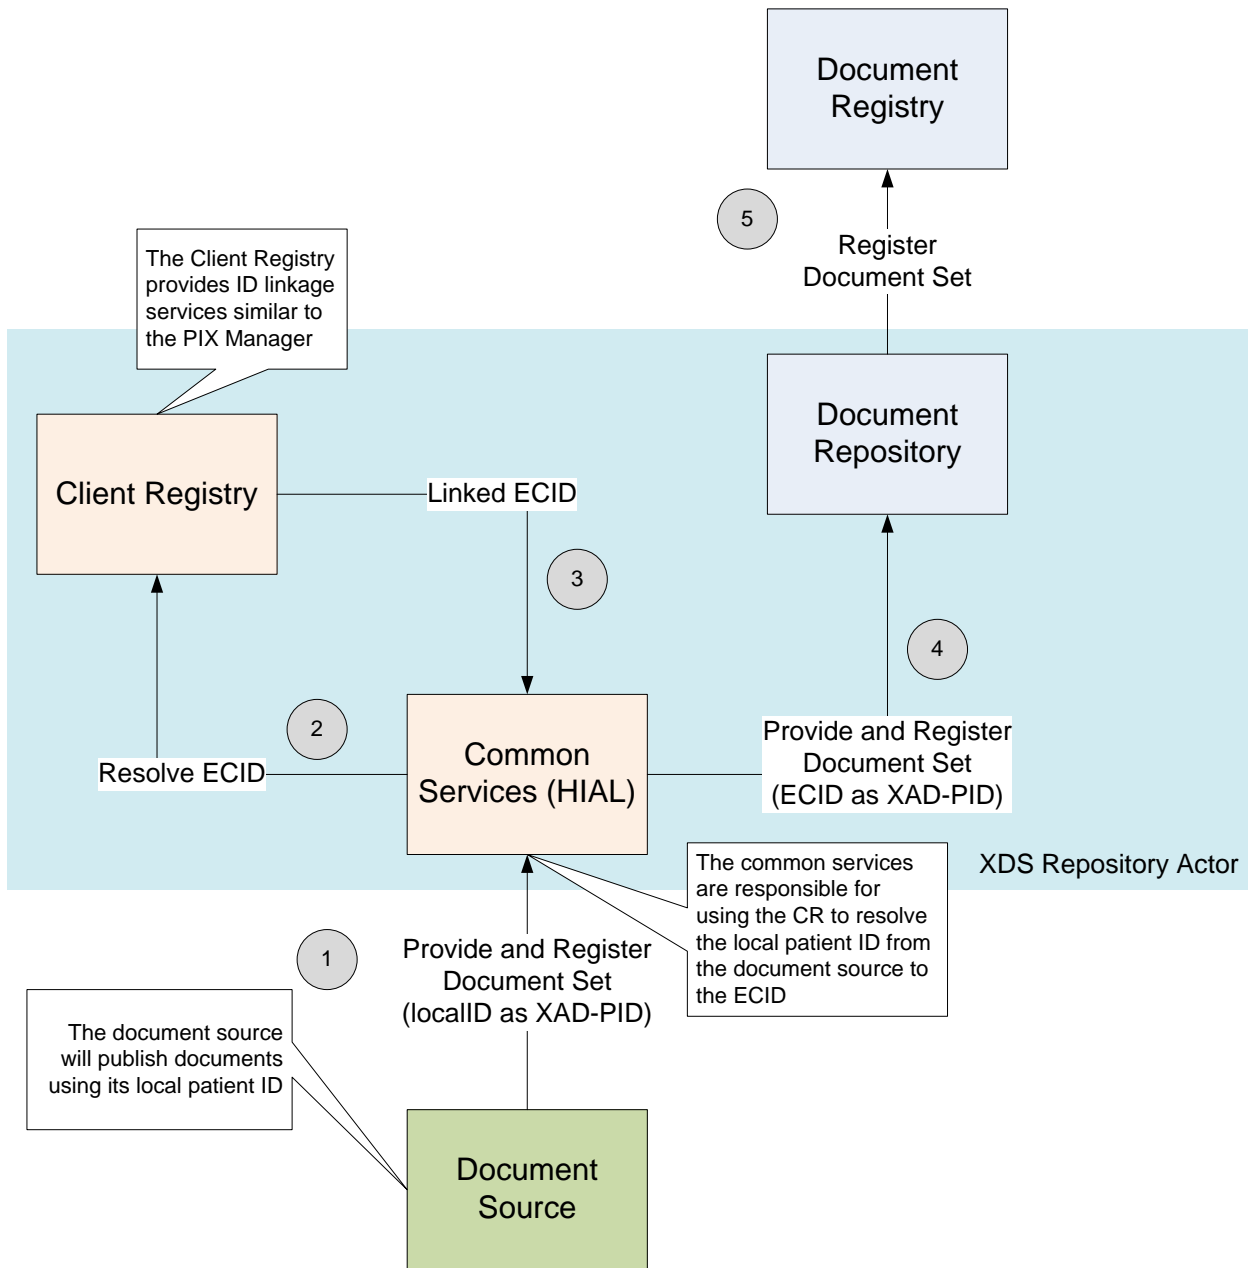 Document
Registry
5
Register
Document Set
The Client Registry
provides ID linkage
services similar to
the PIX Manager
Document
Repository
Client Registry
Linked ECID
3
4
2
Resolve ECID
Common
Services (HIAL)
Provide and Register
Document Set
(ECID as XAD-PID)
XDS Repository Actor
The common services
are responsible for
using the CR to resolve
the local patient ID from
the document source to
the ECID
1
Provide and Register
Document Set
(localID as XAD-PID)
The document source
will publish documents
using its local patient ID
Document
Source